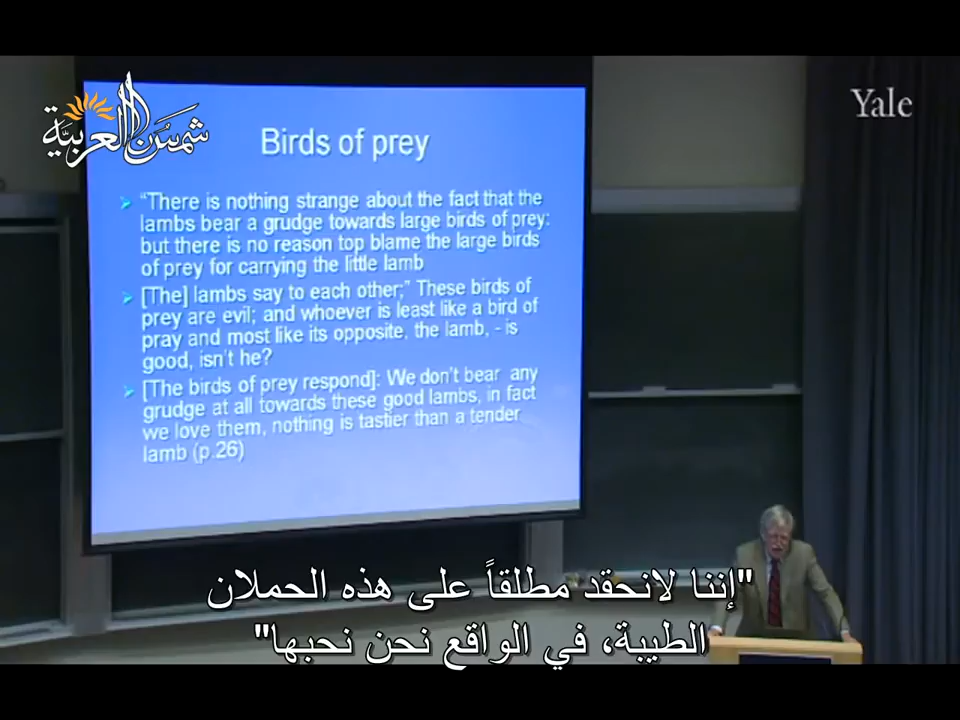 شمس العربية
Yale
Birds of prey
"There is nothing strange about the fact that the
lambs bear a grudge towards large birds of prey:
but there is no reason top blame the large birds
of prey for carrying the little lamb
[The] lambs say to each other;" These birds of
prey are evil; and whoever is least like a bird of
pray and most like its opposite, the lamb, - is
good, isn't he?
[The birds of prey respond]: We don't bear any
grudge at all towards these good lambs, in fact
we love them, nothing is tastier than a tender
lamb (p.26)
"إننا لانحقد مطلقاً على هذه الحملان
الطيبة، في الواقع نحن نحبها"